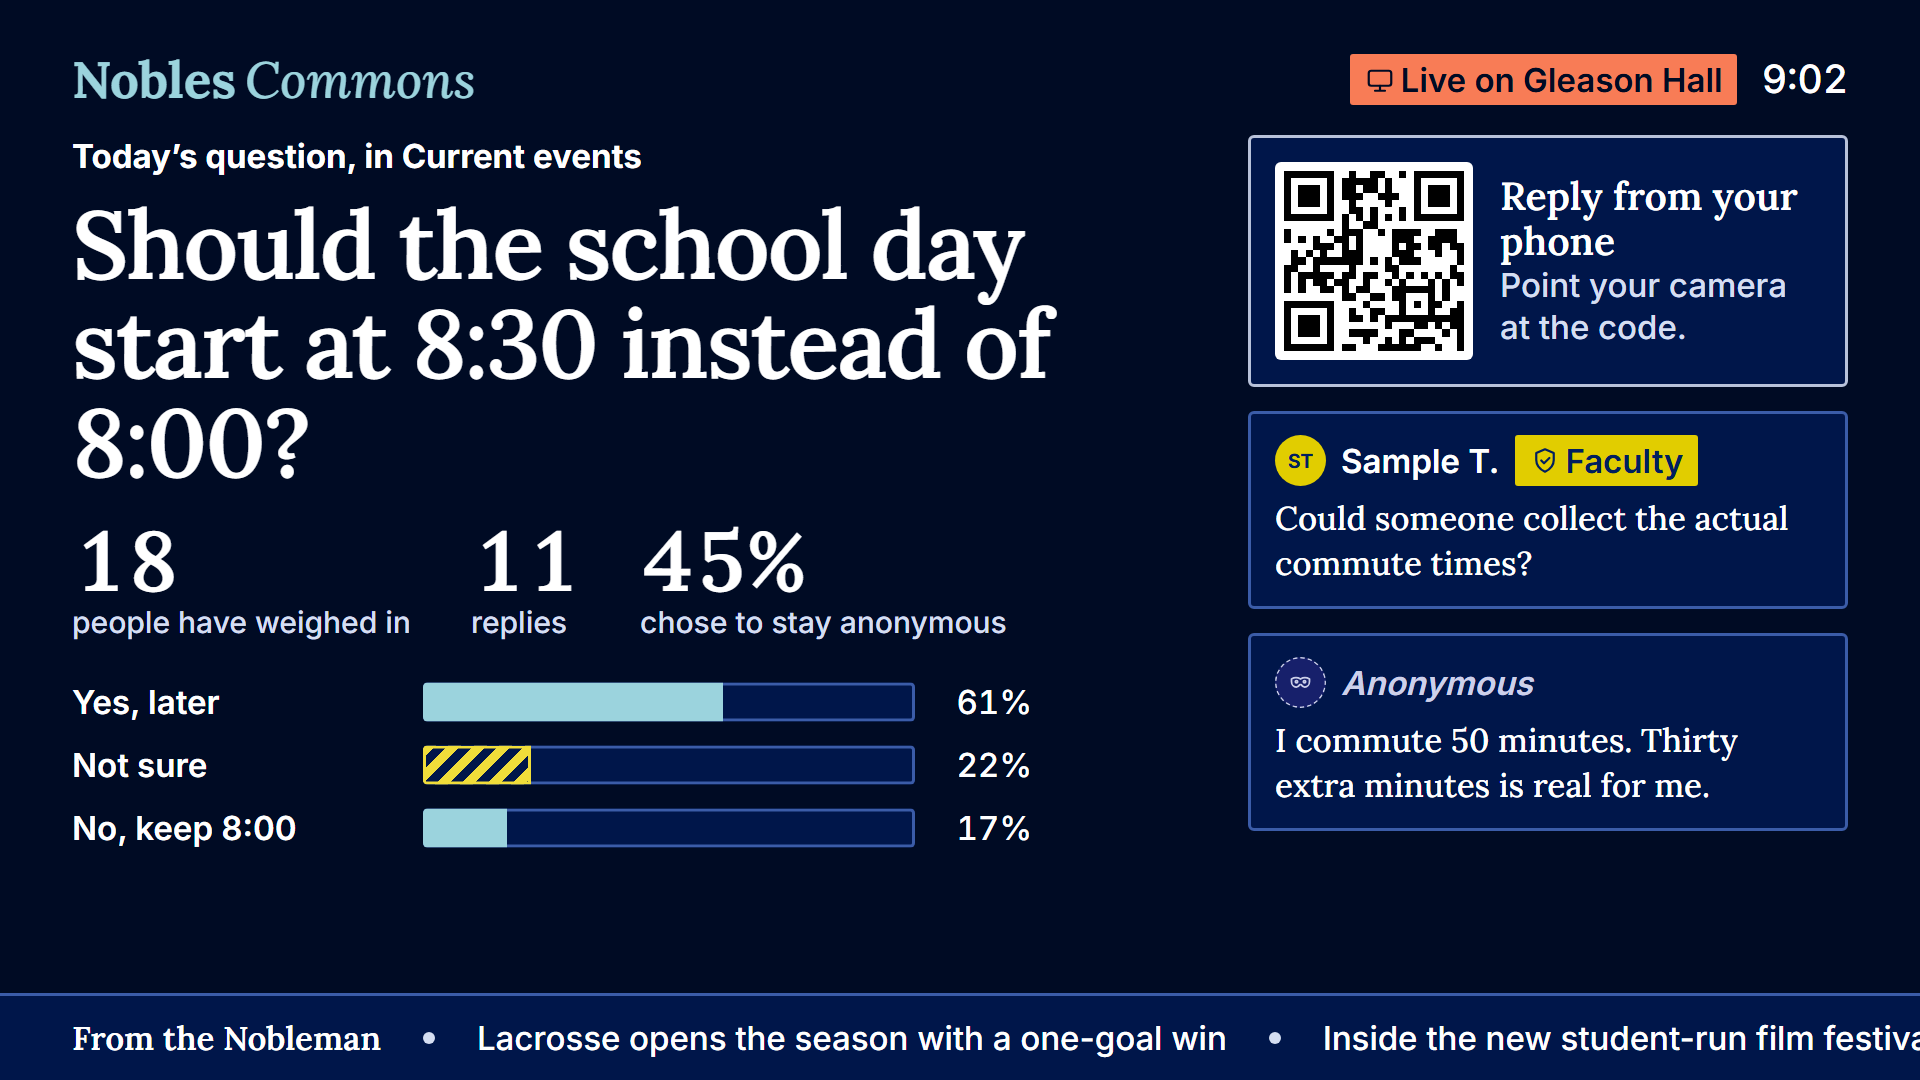 Nobles Commons
Live on Gleason Hall
9:02
Today’s question, in Current events
Should the school day
start at 8:30 instead of
8:00?
18
people have weighed in
11
replies
45%
chose to stay anonymous
Yes, later
61%
Not sure
22%
No, keep 8:00
17%
Reply from your
phone
Point your camera
at the code.
ST
Sample T.
Faculty
Could someone collect the actual
commute times?
Anonymous
I commute 50 minutes. Thirty
extra minutes is real for me.
From the Nobleman • Lacrosse opens the season with a one-goal win • Inside the new student-run film